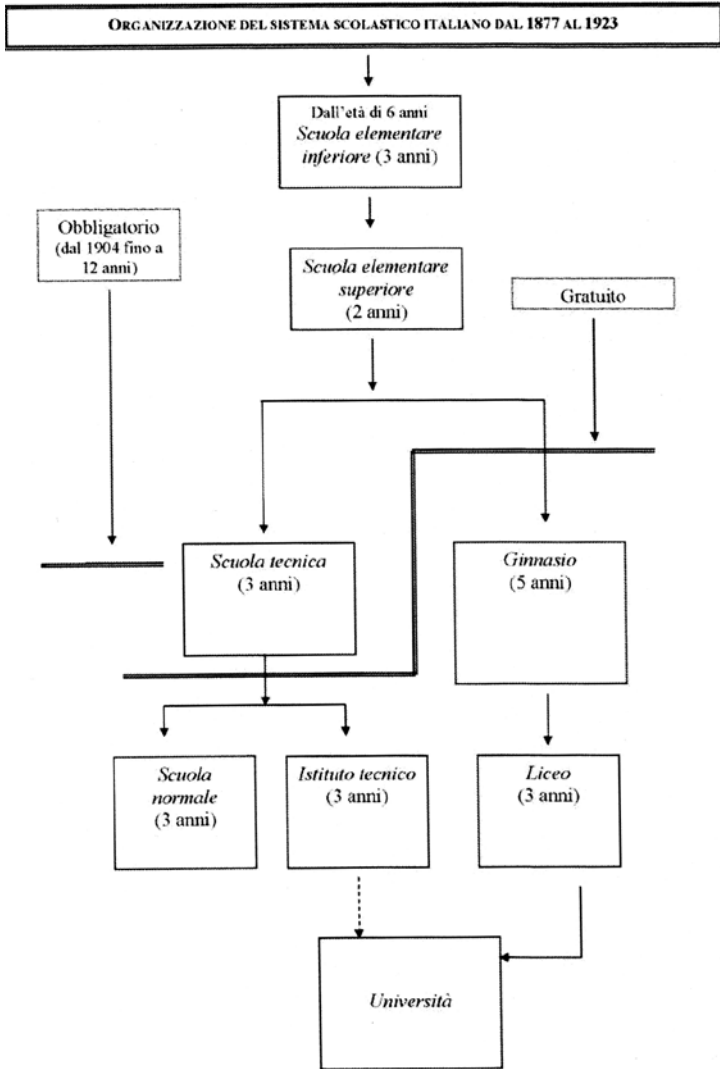 ORGANIZZAZIONE DEL SISTEMA SCOLASTICO ITALIANO DAL 1877 AL 1923
Dall'età di 6 anni
Scuola elementare
inferiore (3 anni)
Obbligatorio
(dal 1904 fino a
12 anni)
Scuola elementare
superiore
(2 anni)
Gratuito
Scuola tecnica
(3 anni)
Ginnasio
(5 anni)
Scuola
normale
(3 anni)
Istituto tecnico
(3 anni)
Liceo
(3 anni)
Università